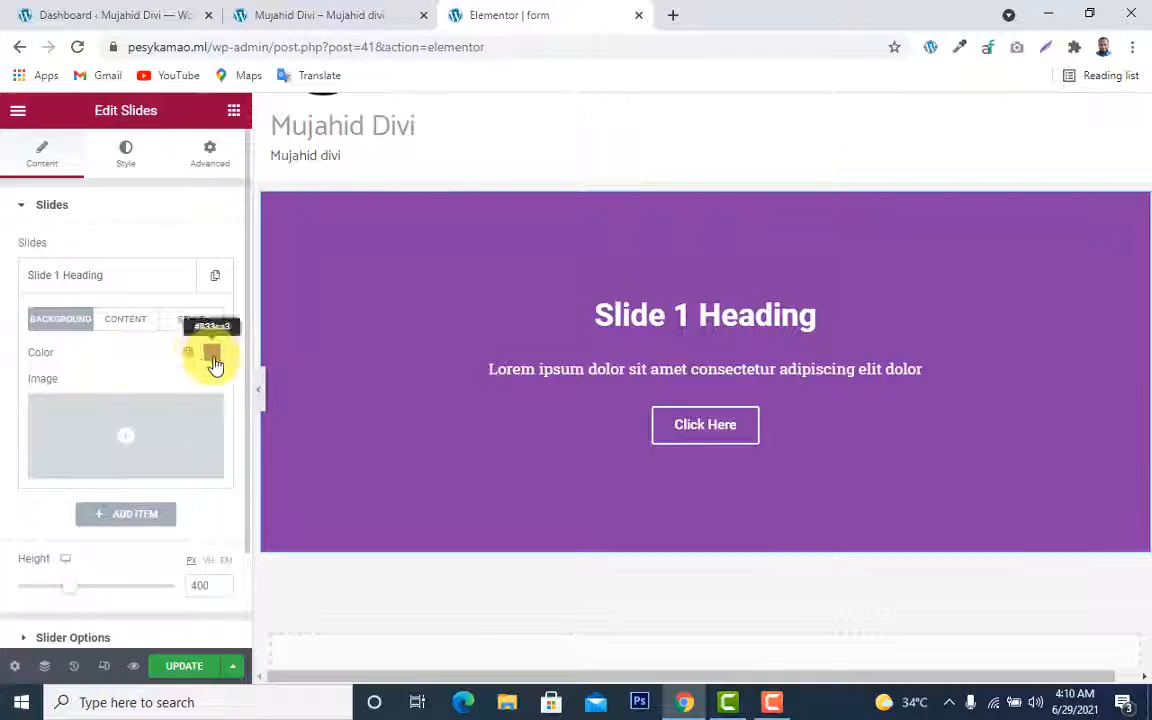 Dashboard ‹ Mujahid Divi — Wo
Mujahid Divi – Mujahid divi
Elementor | form
pesykamao.ml/wp-admin/post.php?post=41&action=elementor
Apps
Gmail
YouTube
Maps
Translate
Reading list
Edit Slides
Content
Style
Advanced
Mujahid Divi
Mujahid divi
Slides
Slides
Slide 1 Heading
BACKGROUND
CONTENT
Color
Image
+ ADD ITEM
Height
PX
VH
EM
400
Slider Options
UPDATE
Slide 1 Heading
Lorem ipsum dolor sit amet consectetur adipiscing elit dolor
Click Here
Type here to search
Ps
34°C
4:10 AM
6/29/2021
3